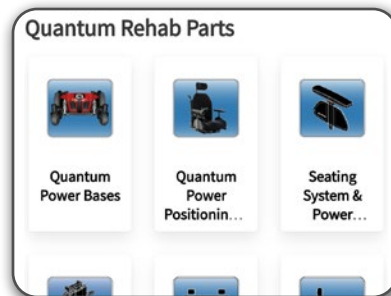 Quantum Rehab Parts
Quantum
Power Bases
Quantum
Power
Positionin...
Seating
System &
Power...